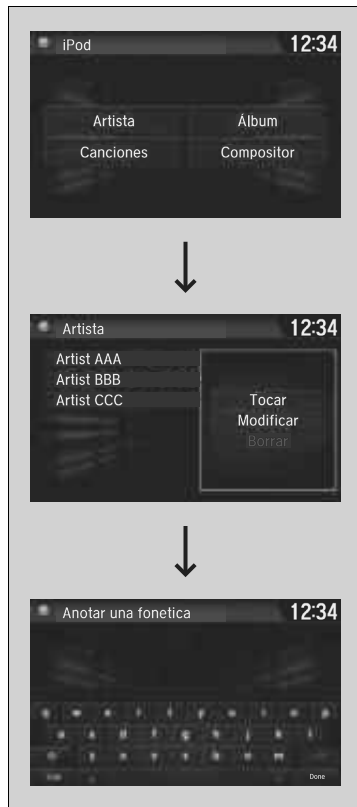 iPod 12:34
Artista Álbum
Canciones Compositor
Artista 12:34
Artist AAA
Artist BBB
Artist CCC
Tocar
Modificar
Borrar
Anotar una fonetica 12:34
Done